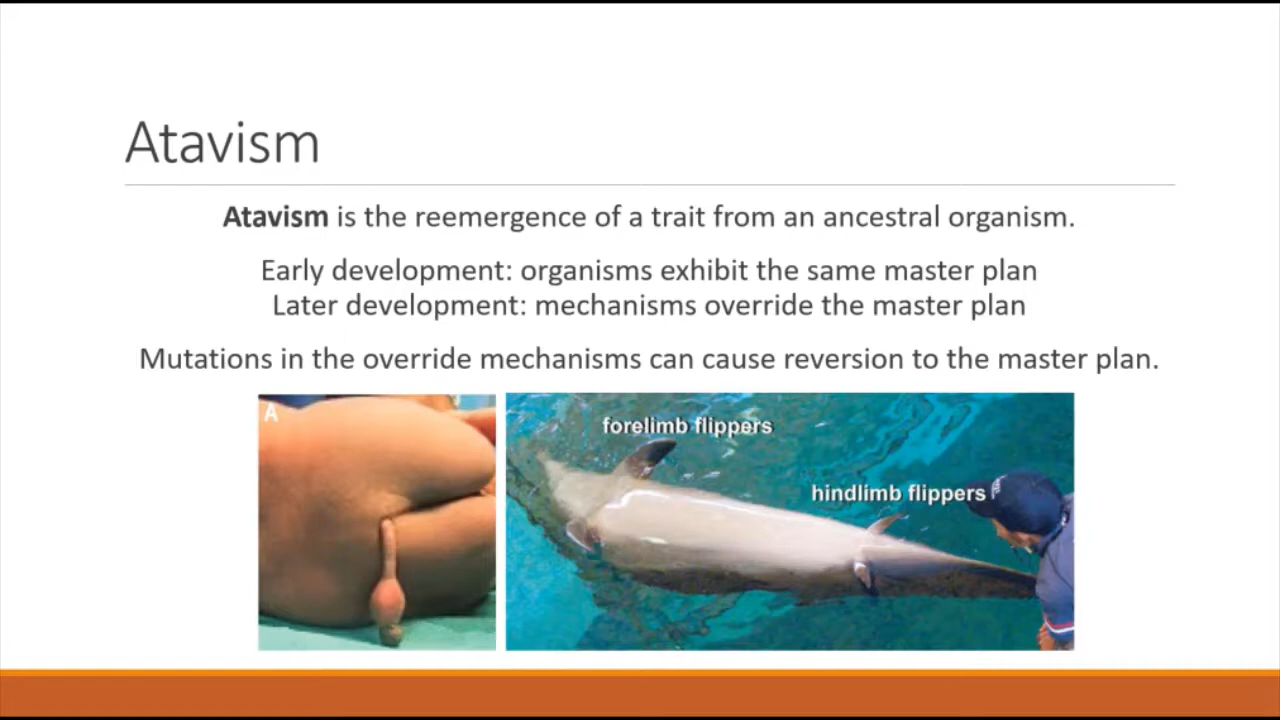 Atavism
Atavism is the reemergence of a trait from an ancestral organism.
Early development: organisms exhibit the same master plan
Later development: mechanisms override the master plan
Mutations in the override mechanisms can cause reversion to the master plan.
A
forelimb flippers
hindlimb flippers